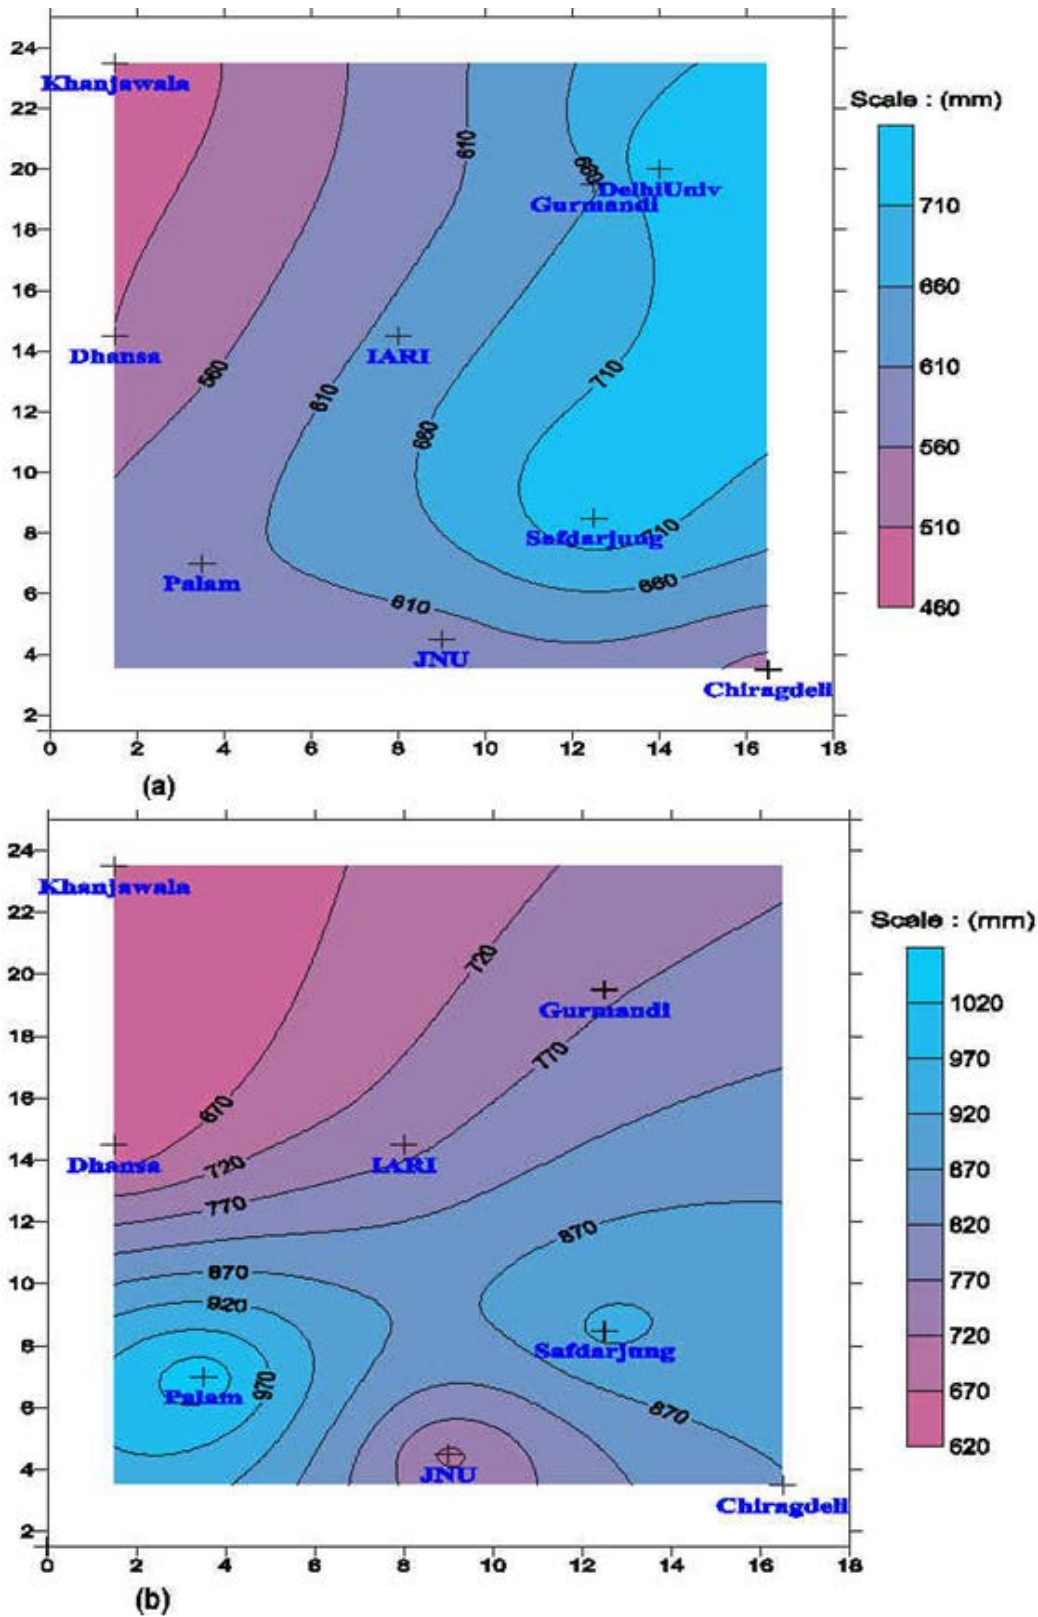 24
Khanjawala
Scale : (mm)
22
610
20
660
DelhiUniv
Gurmandi
710
18
660
16
610
Dhansa
IARI
14
560
710
560
610
12
660
510
10
460
8
Safdarjung
710
Palam
660
6
610
JNU
4
Chiragdeli
2
0 2 4 6 8 10 12 14 16 18
(a)
24
Khanjawala
Scale : (mm)
22
720
20
Gurmandi
1020
18
770
970
16
670
920
14
Dhansa
720
IARI
870
770
12
870
820
10
870
770
920
8
Safdarjung
720
Palam
970
670
6
870
620
4
JNU
Chiragdeli
2
0 2 4 6 8 10 12 14 16 18
(b)